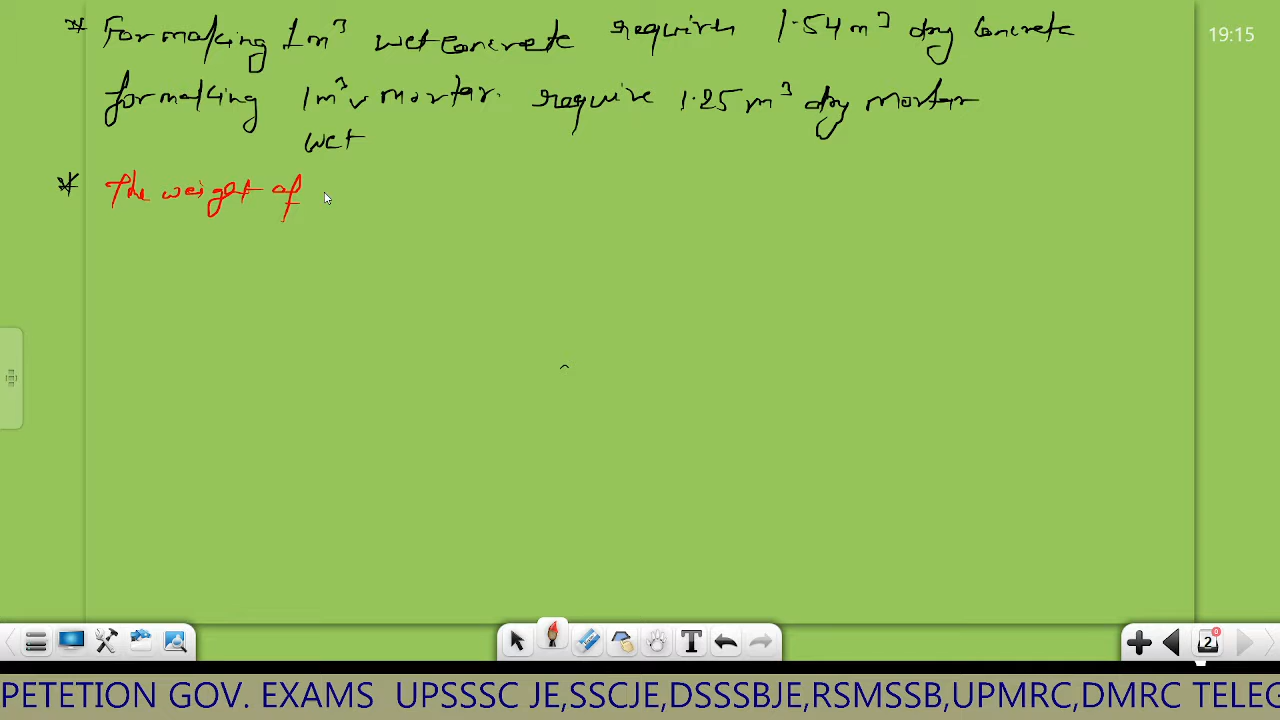 * For making 1m³ wet concrete requires 1.54 m³ dry concrete
19:15
for making 1m³ v mortar. require 1.25 m³ dry mortar
wet
* The weight of
T
2
0
PETETION GOV. EXAMS UPSSSC JE,SSCJE,DSSSBJE,RSMSSB,UPMRC,DMRC TELEG